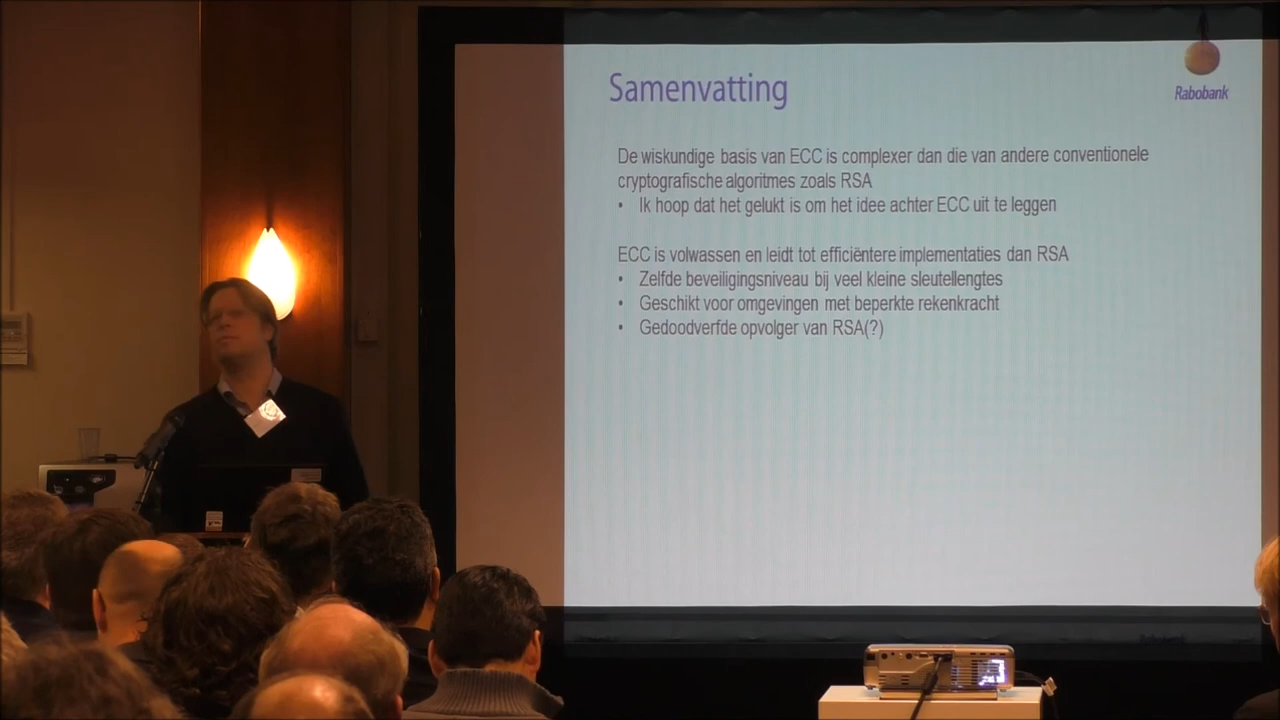 Samenvatting
Rabobank
De wiskundige basis van ECC is complexer dan die van andere conventionele
cryptografische algoritmes zoals RSA
• Ik hoop dat het gelukt is om het idee achter ECC uit te leggen
ECC is volwassen en leidt tot efficiëntere implementaties dan RSA
• Zelfde beveiligingsniveau bij veel kleine sleutellengtes
• Geschikt voor omgevingen met beperkte rekenkracht
• Gedoodverfde opvolger van RSA(?)